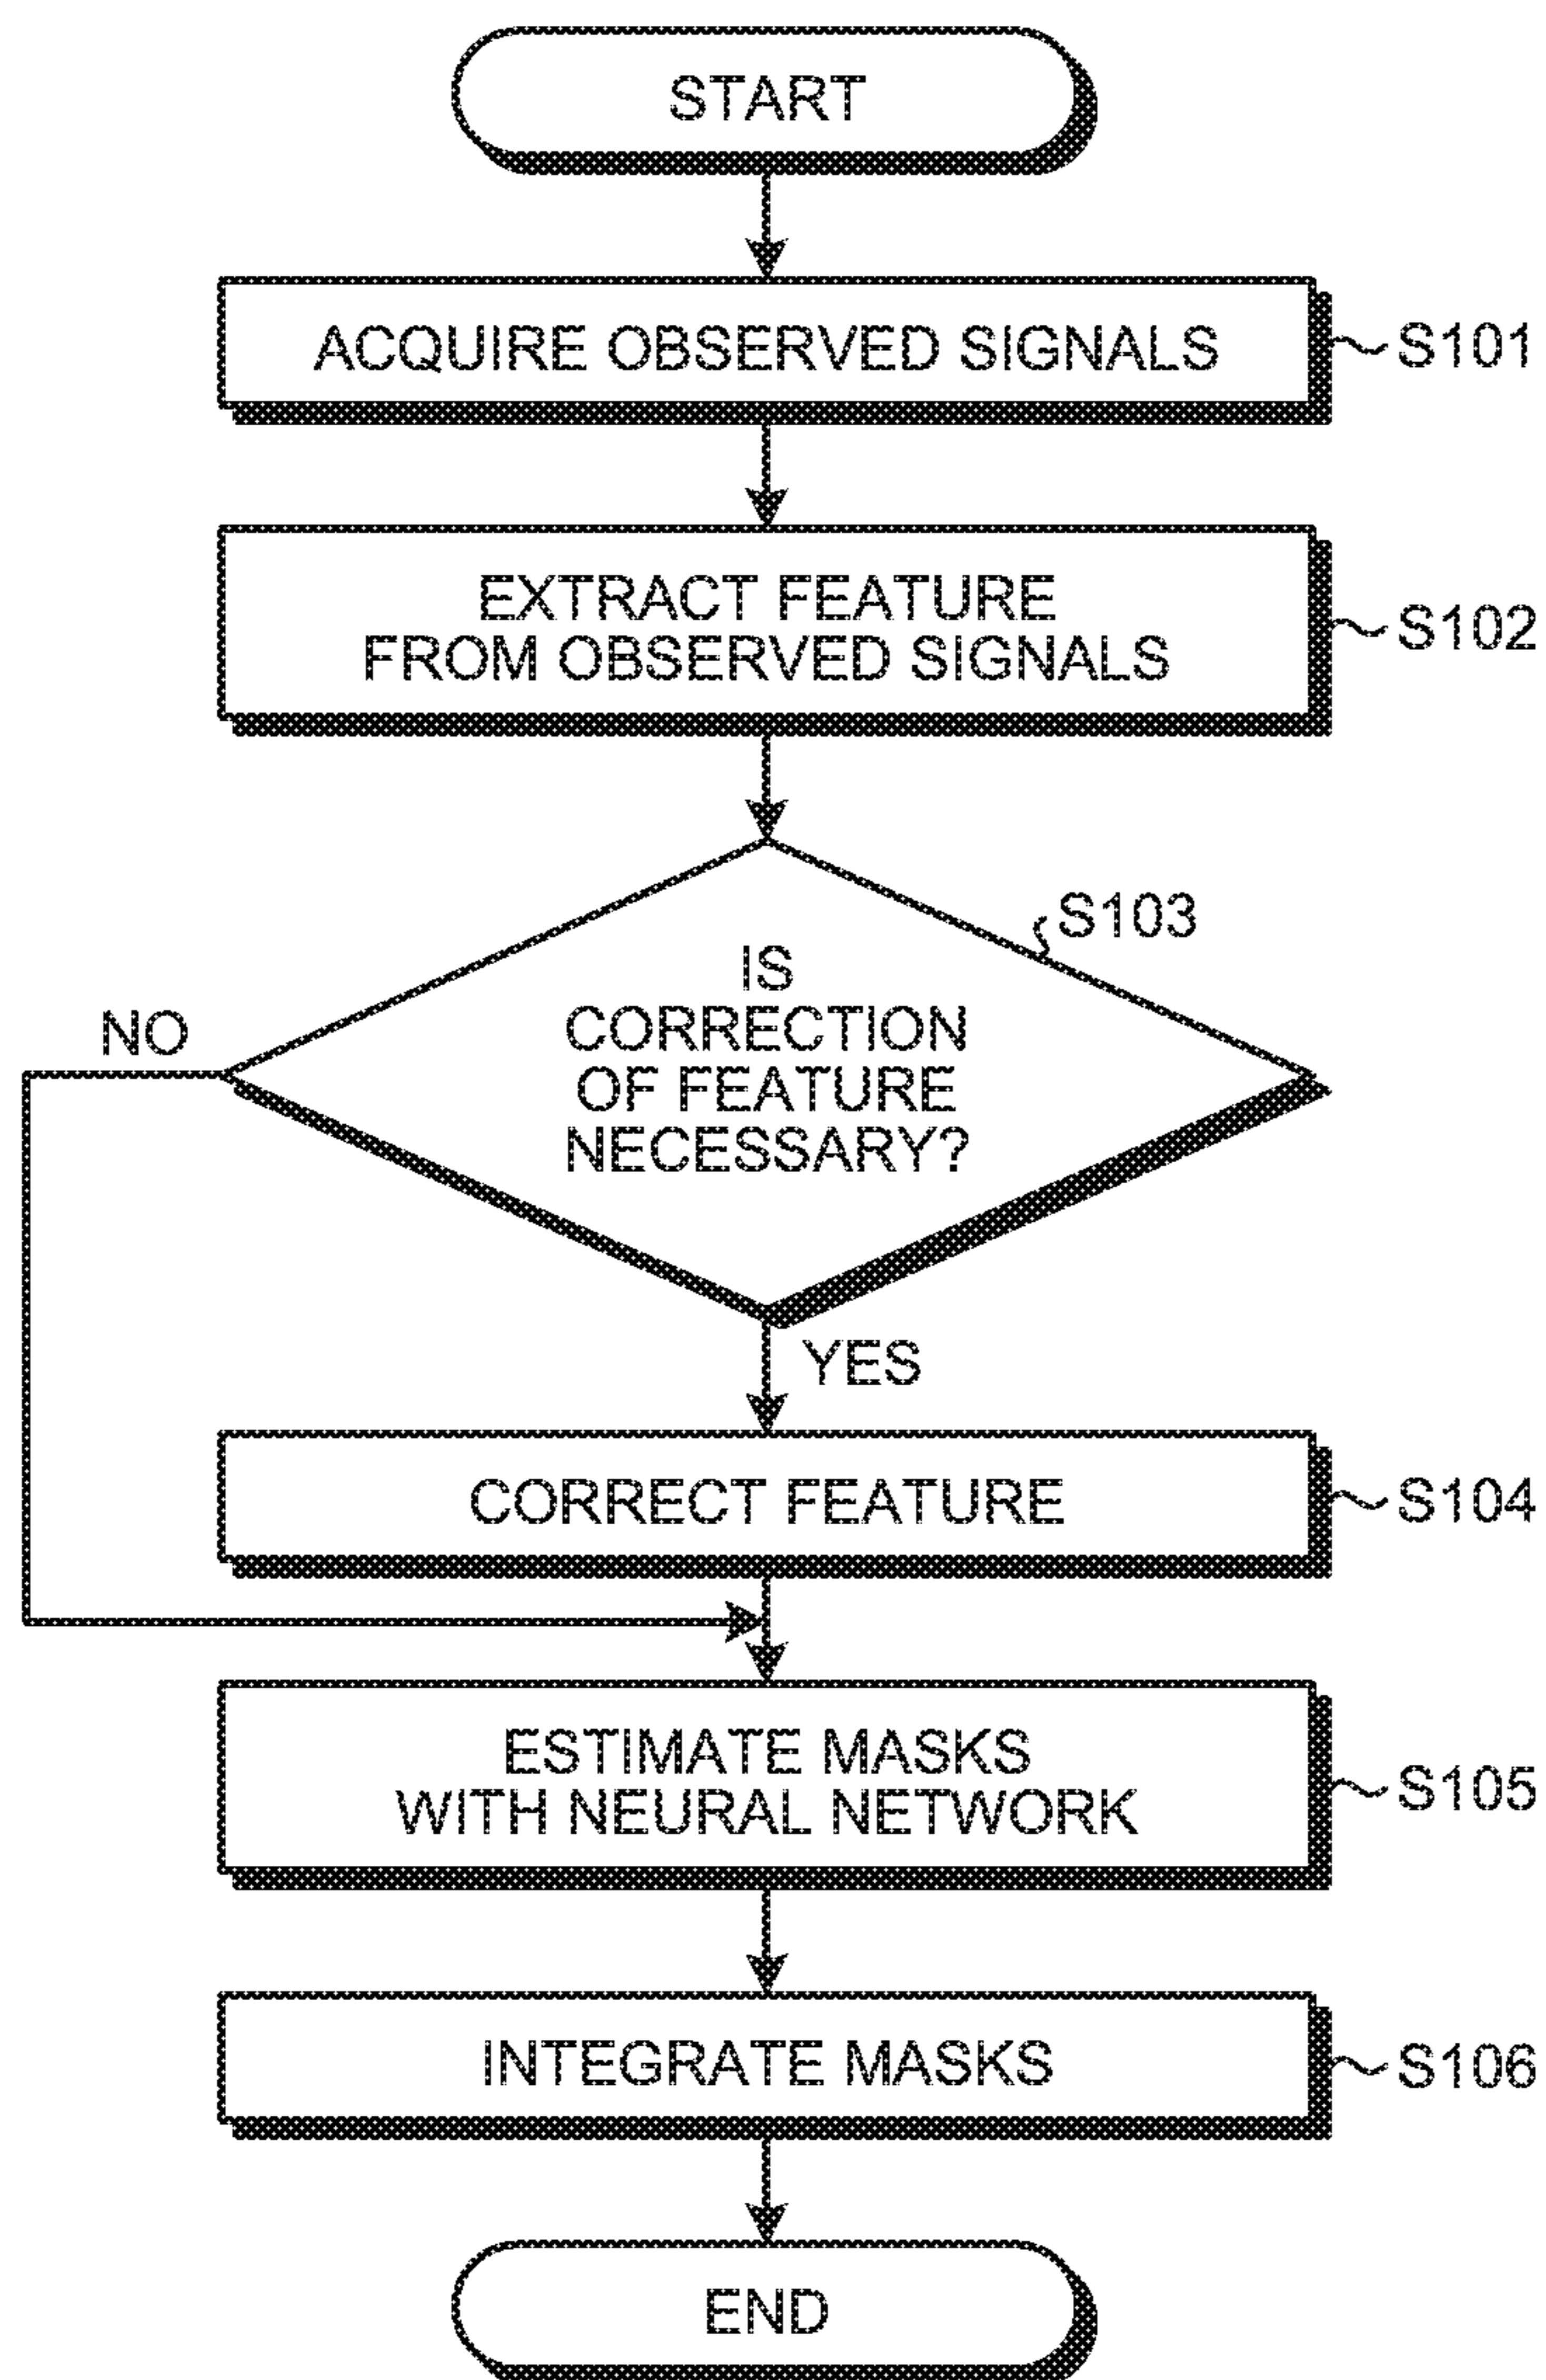 START
ACQUIRE OBSERVED SIGNALS
S101
EXTRACT FEATURE
FROM OBSERVED SIGNALS
S102
S103
IS
CORRECTION
OF FEATURE
NECESSARY?
NO
YES
CORRECT FEATURE
S104
ESTIMATE MASKS
WITH NEURAL NETWORK
S105
INTEGRATE MASKS
S106
END